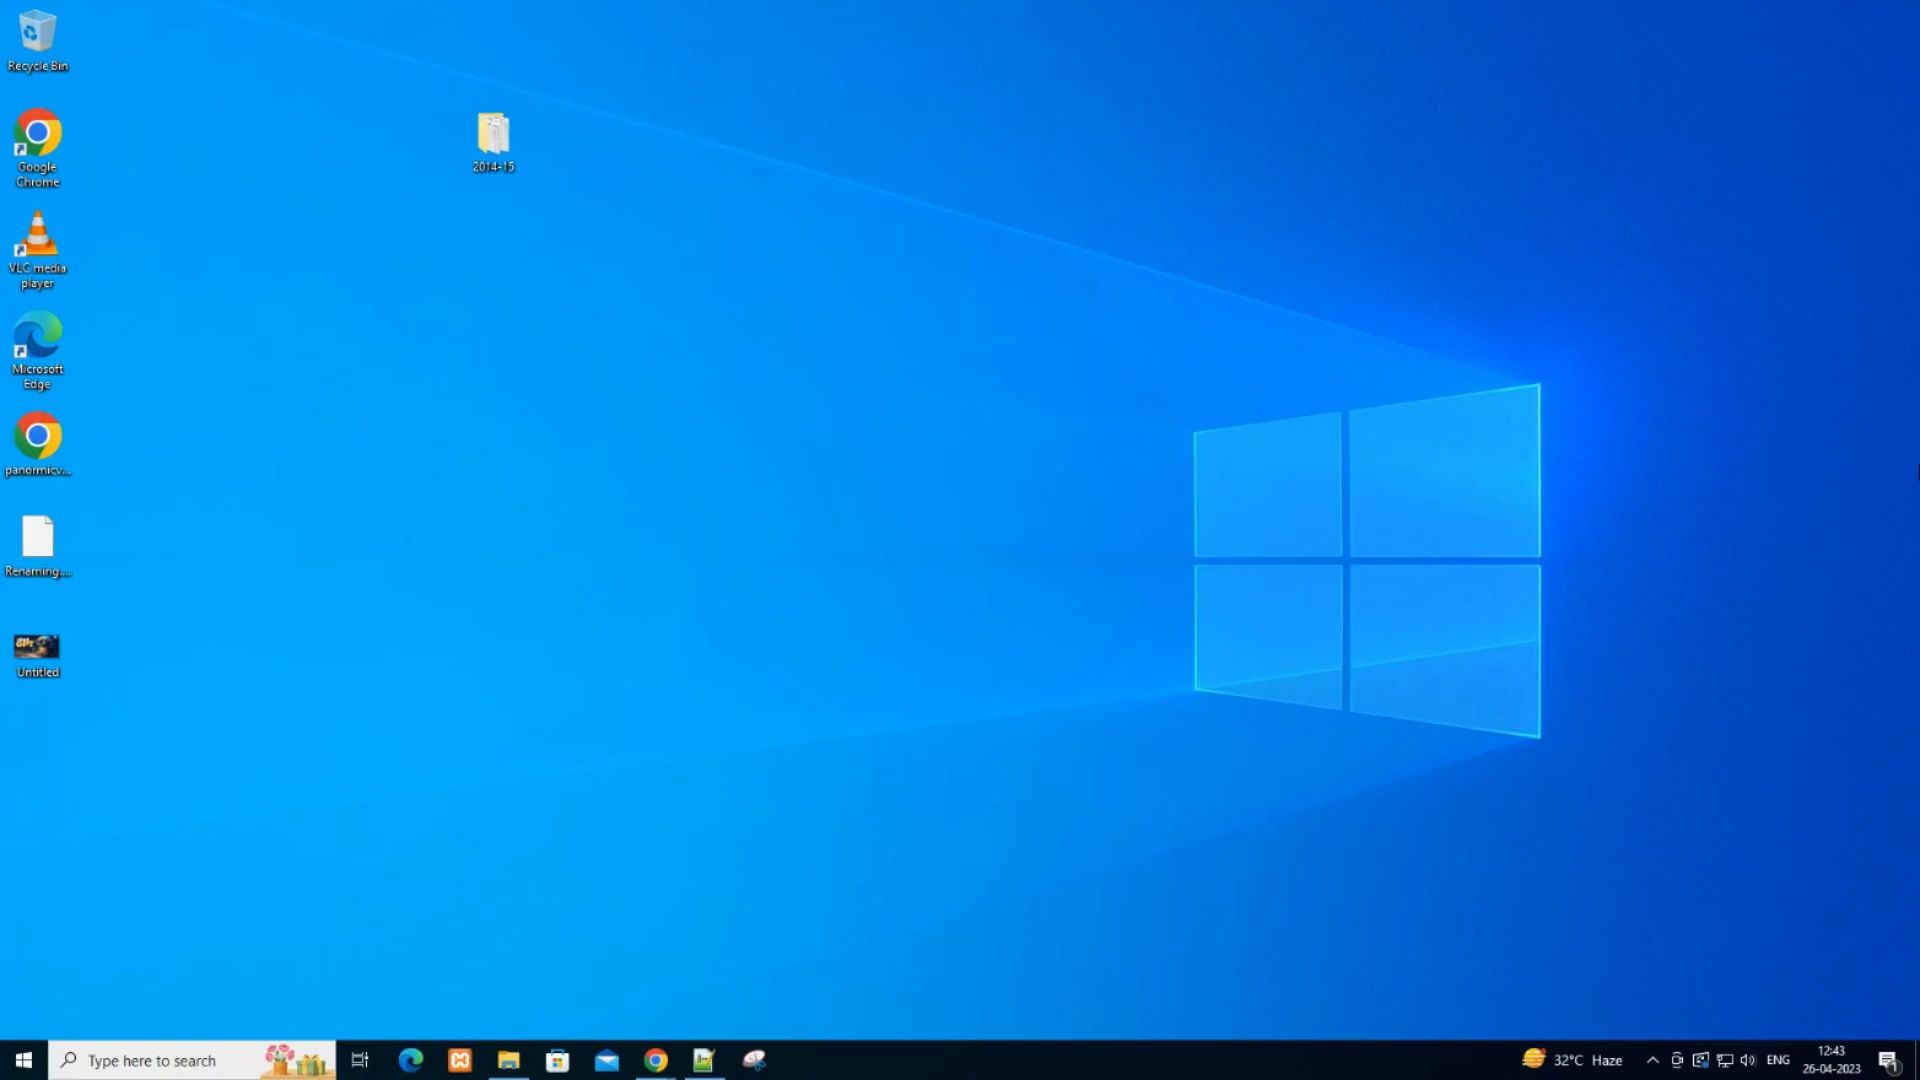 Recycle Bin
Google
Chrome
VLC media
player
Microsoft
Edge
panormicv...
Renaming....
Untitled
2014-15
Type here to search
32°C Haze
ENG
12:43
26-04-2023
1